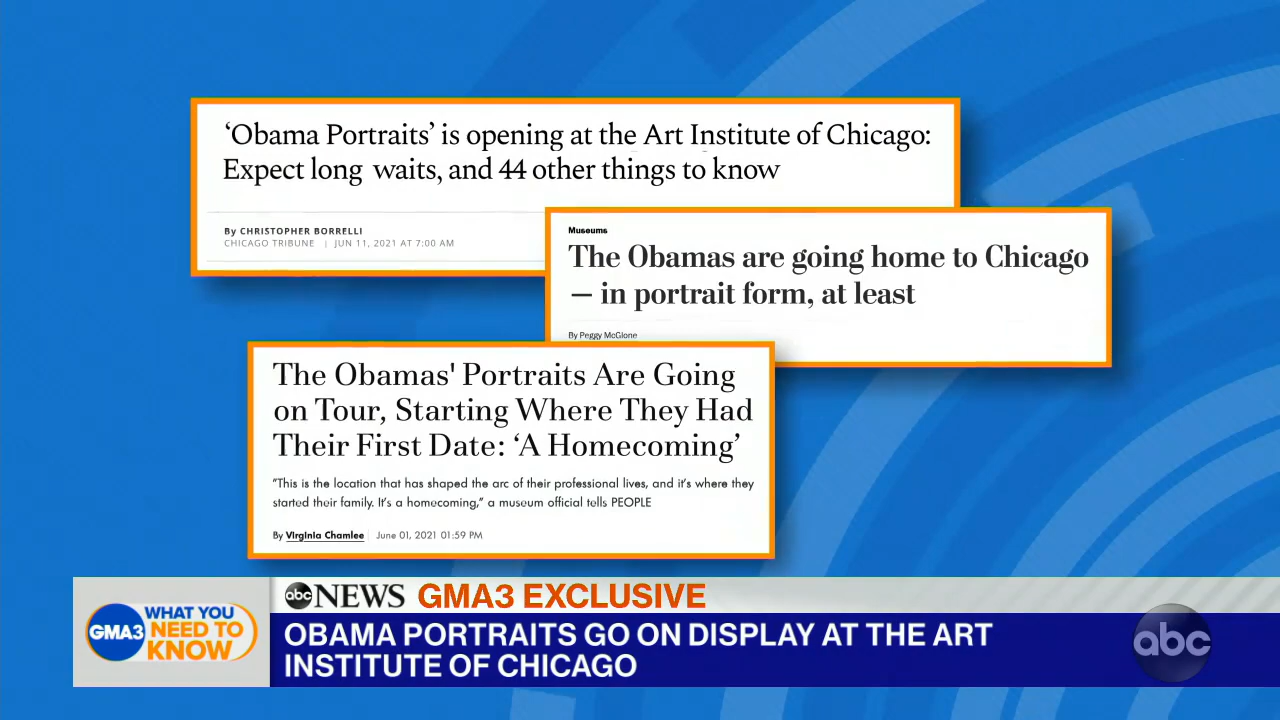 ‘Obama Portraits’ is opening at the Art Institute of Chicago:
Expect long waits, and 44 other things to know
By CHRISTOPHER BORRELLI
CHICAGO TRIBUNE | JUN 11, 2021 AT 7:00 AM
Museums
The Obamas are going home to Chicago
— in portrait form, at least
By Peggy McGlone
The Obamas' Portraits Are Going
on Tour, Starting Where They Had
Their First Date: ‘A Homecoming’
"This is the location that has shaped the arc of their professional lives, and it's where they
started their family. It's a homecoming," a museum official tells PEOPLE
By Virginia Chamlee | June 01, 2021 01:59 PM
abc NEWS GMA3 EXCLUSIVE
GMA3 WHAT YOU
NEED TO
KNOW
OBAMA PORTRAITS GO ON DISPLAY AT THE ART
INSTITUTE OF CHICAGO
abc